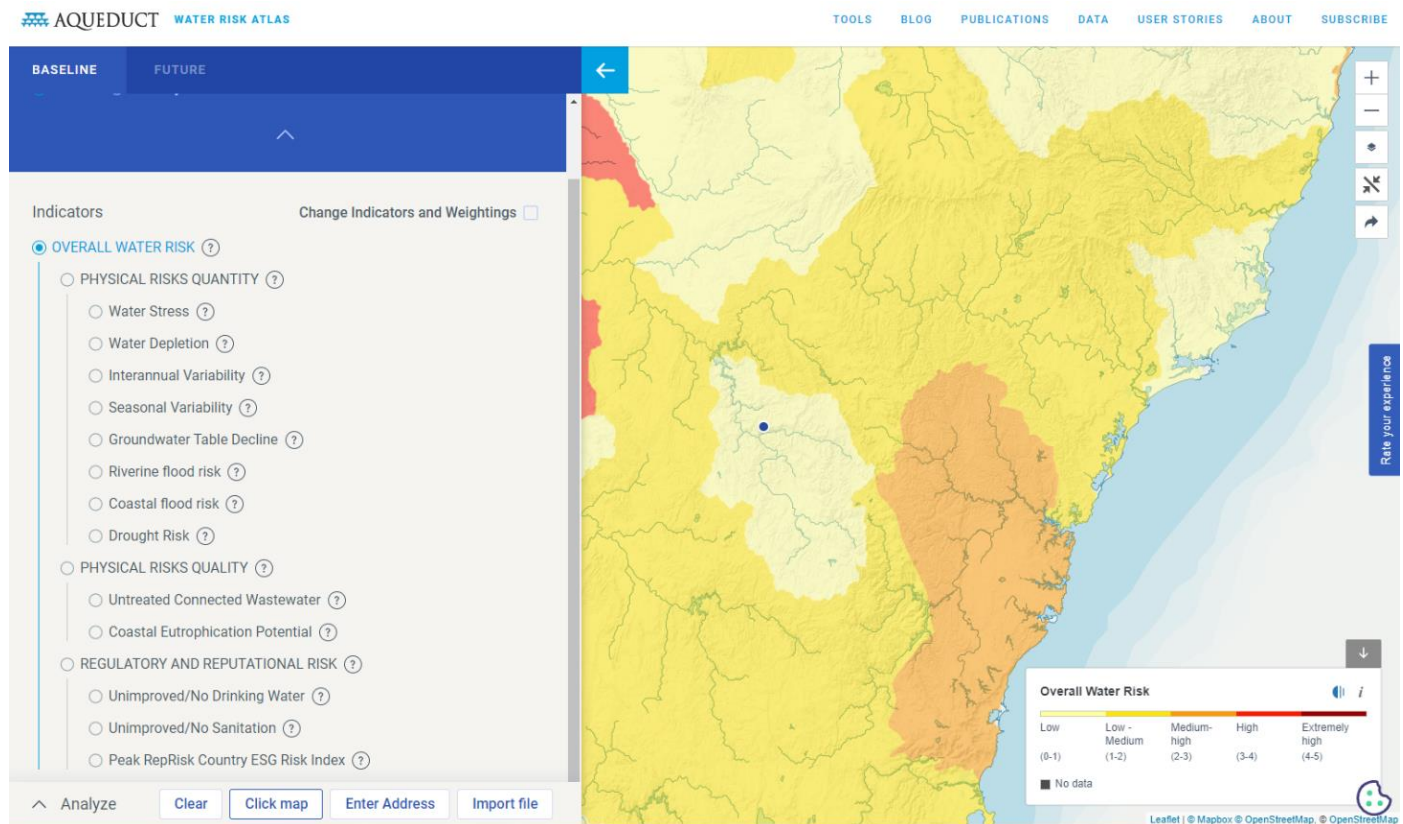 AQUEDUCT WATER RISK ATLAS
TOOLS BLOG PUBLICATIONS DATA USER STORIES ABOUT SUBSCRIBE
BASELINE FUTURE
Indicators Change Indicators and Weightings
OVERALL WATER RISK ?
PHYSICAL RISKS QUANTITY ?
Water Stress ?
Water Depletion ?
Interannual Variability ?
Seasonal Variability ?
Groundwater Table Decline ?
Riverine flood risk ?
Coastal flood risk ?
Drought Risk ?
PHYSICAL RISKS QUALITY ?
Untreated Connected Wastewater ?
Coastal Eutrophication Potential ?
REGULATORY AND REPUTATIONAL RISK ?
Unimproved/No Drinking Water ?
Unimproved/No Sanitation ?
Peak RepRisk Country ESG Risk Index ?
Analyze Clear Click map Enter Address Import file
Rate your experience
Overall Water Risk i
Low Low - Medium Medium-high High Extremely high
(0-1) (1-2) (2-3) (3-4) (4-5)
No data
Leaflet | © Mapbox © OpenStreetMap, © OpenStreetMap